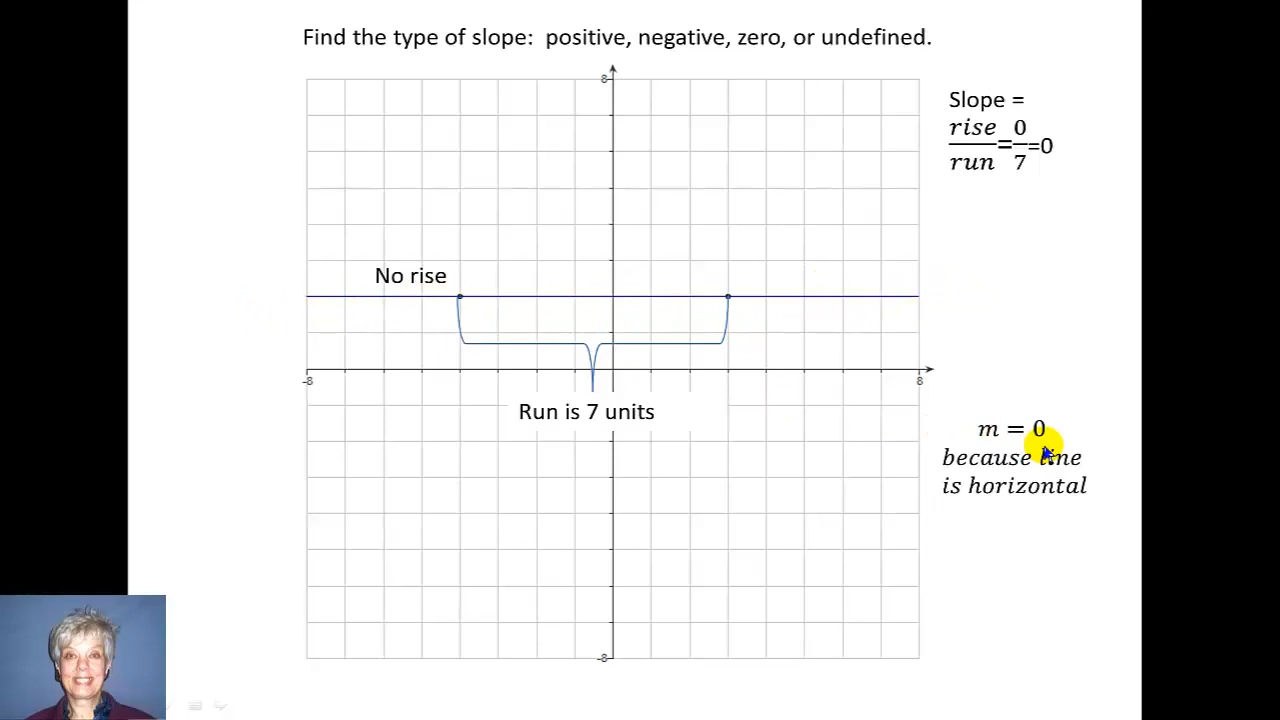 Find the type of slope:  positive, negative, zero, or undefined.
8
Slope =
rise/run = 0/7 =0
No rise
-8
8
Run is 7 units
m = 0
because line
is horizontal
-8